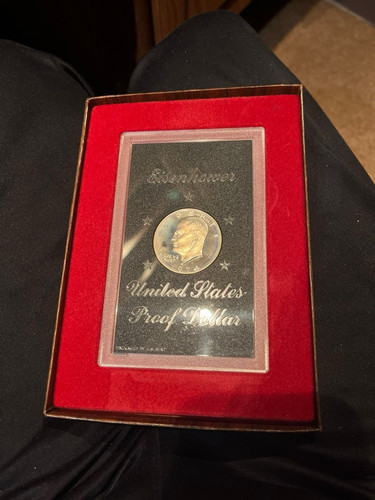 Eisenhower
United States
Proof Dollar